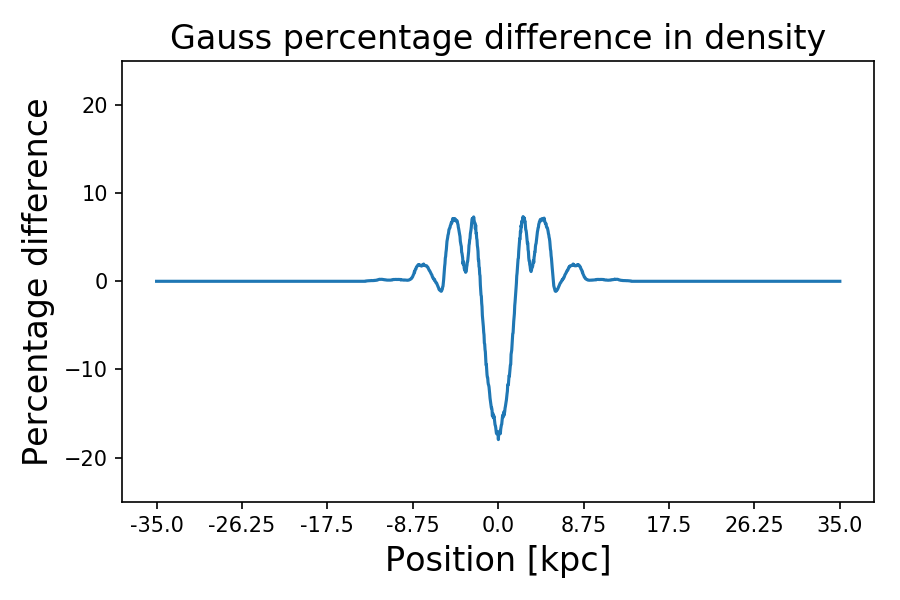 Gauss percentage difference in density
Percentage difference
20
10
0
−10
−20
-35.0 -26.25 -17.5 -8.75 0.0 8.75 17.5 26.25 35.0
Position [kpc]